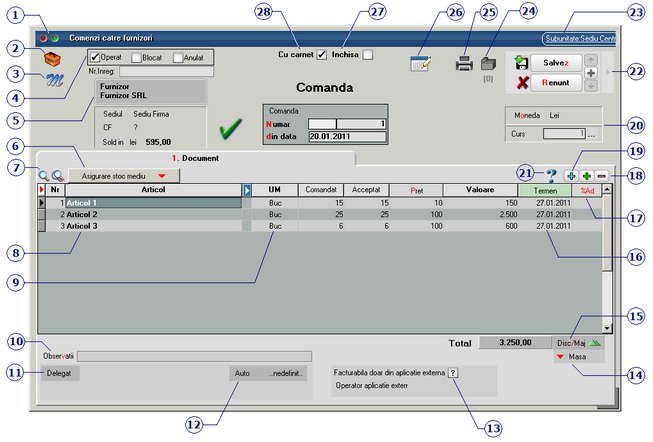 28 27 26 25 24 23
1 Comenzi catre furnizori Subunitate:Sediu Centr
2 Operat Blocat Anulat Cu carnet Inchisa
3 m
4 Nr.Inreg: (0) Salvez 22
5 Furnizor Comanda
Furnizor SRL Renunt
Sediul Sediu Firma Comanda Moneda Lei
CF ? Numar 1 20
Sold in lei 595,00 din data 20.01.2011 Curs 1 ...
6 1. Document 19
7 Asigurare stoc mediu 21 ? 18
Nr Articol UM Comandat Acceptat Pret Valoare Termen %Ad
1 Articol 1 Buc 15 15 10 150 27.01.2011
2 Articol 2 Buc 25 25 100 2.500 27.01.2011 17
3 Articol 3 Buc 6 6 100 600 27.01.2011
8 16
9
15
10 Total 3.250,00 Disc/Maj
Observatii Masa
11 Delegat Auto ..nedefinit.. Facturabila doar din aplicatie externa ? 14
Operator aplicatie exterr
12 13